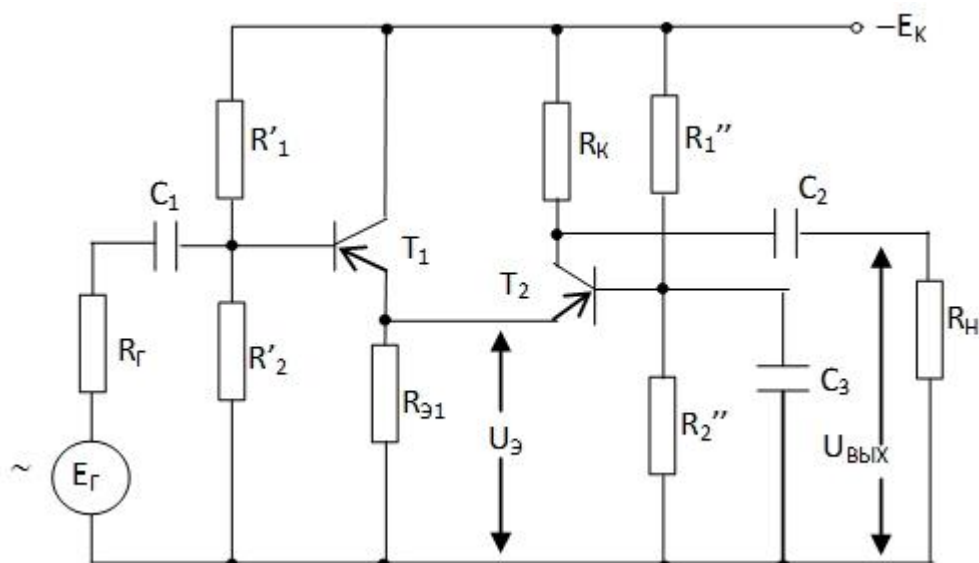 –Eк
R'₁
Rк
R₁''
C₁
C₂
T₁
T₂
Rг
R'₂
Rэ1
Uэ
R₂''
C₃
Rн
Uвых
~
Eг